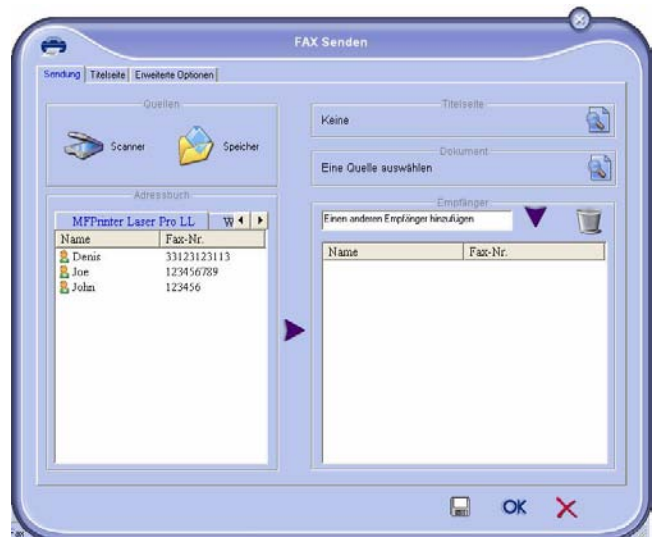 FAX Senden
Sendung Titelseite Erweiterte Optionen
Quellen
Scanner Speicher
Titelseite
Keine
Dokument
Eine Quelle auswählen
Adressbuch
MFPrinter Laser Pro LL W
Name Fax-Nr.
Denis 33123123113
Joe 123456789
John 123456
Empfänger
Einen anderen Empfänger hinzufügen
Name Fax-Nr.
OK
Fax